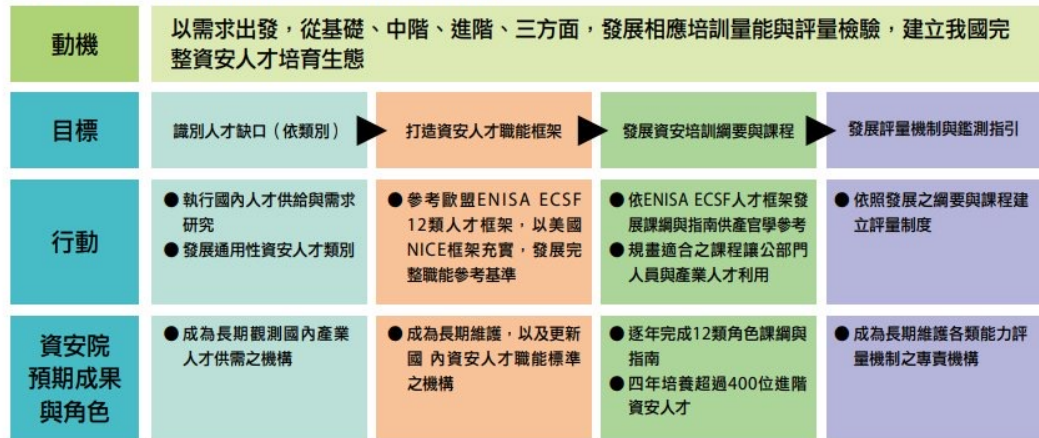 動機
以需求出發，從基礎、中階、進階、三方面，發展相應培訓量能與評量檢驗，建立我國完
整資安人才培育生態
目標
識別人才缺口（依類別）
打造資安人才職能框架
發展資安培訓綱要與課程
發展評量機制與鑑測指引
行動
● 執行國內人才供給與需求
研究
● 發展通用性資安人才類別
● 參考歐盟ENISA ECSF
12類人才框架，以美國
NICE框架充實，發展完
整職能參考基準
● 依ENISA ECSF人才框架發
展課綱與指南供產官學參考
● 規畫適合之課程讓公部門
人員與產業人才利用
● 依照發展之綱要與課程建
立評量制度
資安院
預期成果
與角色
● 成為長期觀測國內產業
人才供需之機構
● 成為長期維護，以及更新
國 內資安人才職能標準
之機構
● 逐年完成12類角色課綱與
指南
● 四年培養超過400位進階
資安人才
● 成為長期維護各類能力評
量機制之專責機構